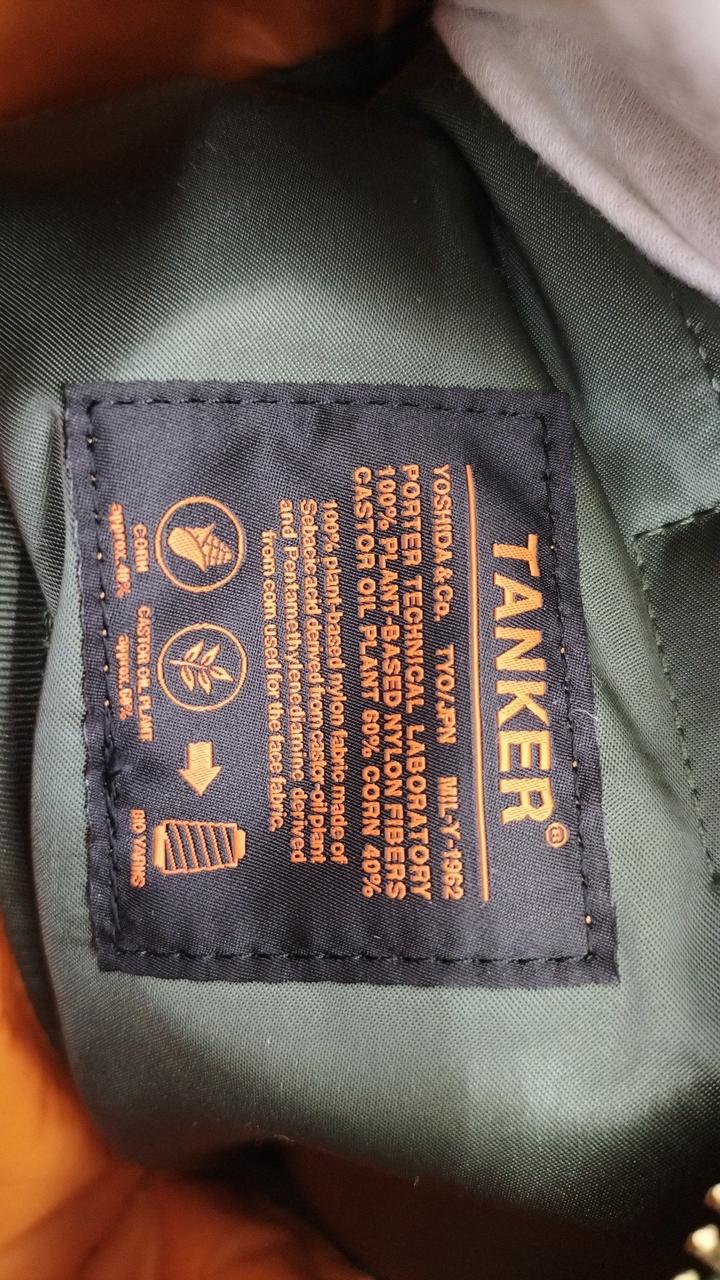 TANKER®
YOSHIDA & Co. TYO/JPN MIL-Y-1962
PORTER TECHNICAL LABORATORY
100% PLANT-BASED NYLON FIBERS
CASTOR OIL PLANT 60% CORN 40%
100% plant-based nylon fabric made of
Sebacic acid derived from castor-oil plant
and Pentamethylenediamine derived
from corn used for the face fabric.
CORN
approx. 40%
CASTOR OIL PLANT
approx. 60%
BIO YARNS